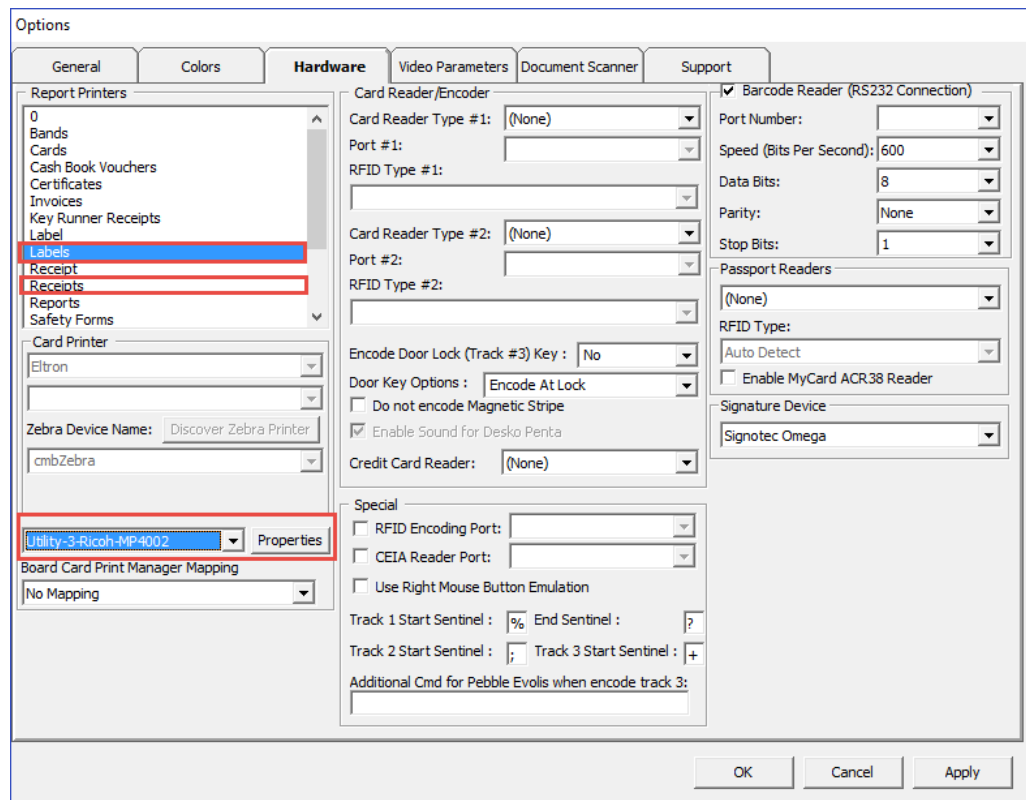 Options
General
Colors
Hardware
Video Parameters
Document Scanner
Support
Report Printers
0
Bands
Cards
Cash Book Vouchers
Certificates
Invoices
Key Runner Receipts
Label
Labels
Receipt
Receipts
Reports
Safety Forms
Card Printer
Eltron
Zebra Device Name:
Discover Zebra Printer
cmbZebra
Utility-3-Ricoh-MP4002
Properties
Board Card Print Manager Mapping
No Mapping
Card Reader/Encoder
Card Reader Type #1: (None)
Port #1:
RFID Type #1:
Card Reader Type #2: (None)
Port #2:
RFID Type #2:
Encode Door Lock (Track #3) Key : No
Door Key Options : Encode At Lock
Do not encode Magnetic Stripe
Enable Sound for Desko Penta
Credit Card Reader: (None)
Special
RFID Encoding Port:
CEIA Reader Port:
Use Right Mouse Button Emulation
Track 1 Start Sentinel : % End Sentinel : ?
Track 2 Start Sentinel : ; Track 3 Start Sentinel : +
Additional Cmd for Pebble Evolis when encode track 3:
Barcode Reader (RS232 Connection)
Port Number:
Speed (Bits Per Second): 600
Data Bits: 8
Parity: None
Stop Bits: 1
Passport Readers
(None)
RFID Type:
Auto Detect
Enable MyCard ACR38 Reader
Signature Device
Signotec Omega
OK
Cancel
Apply